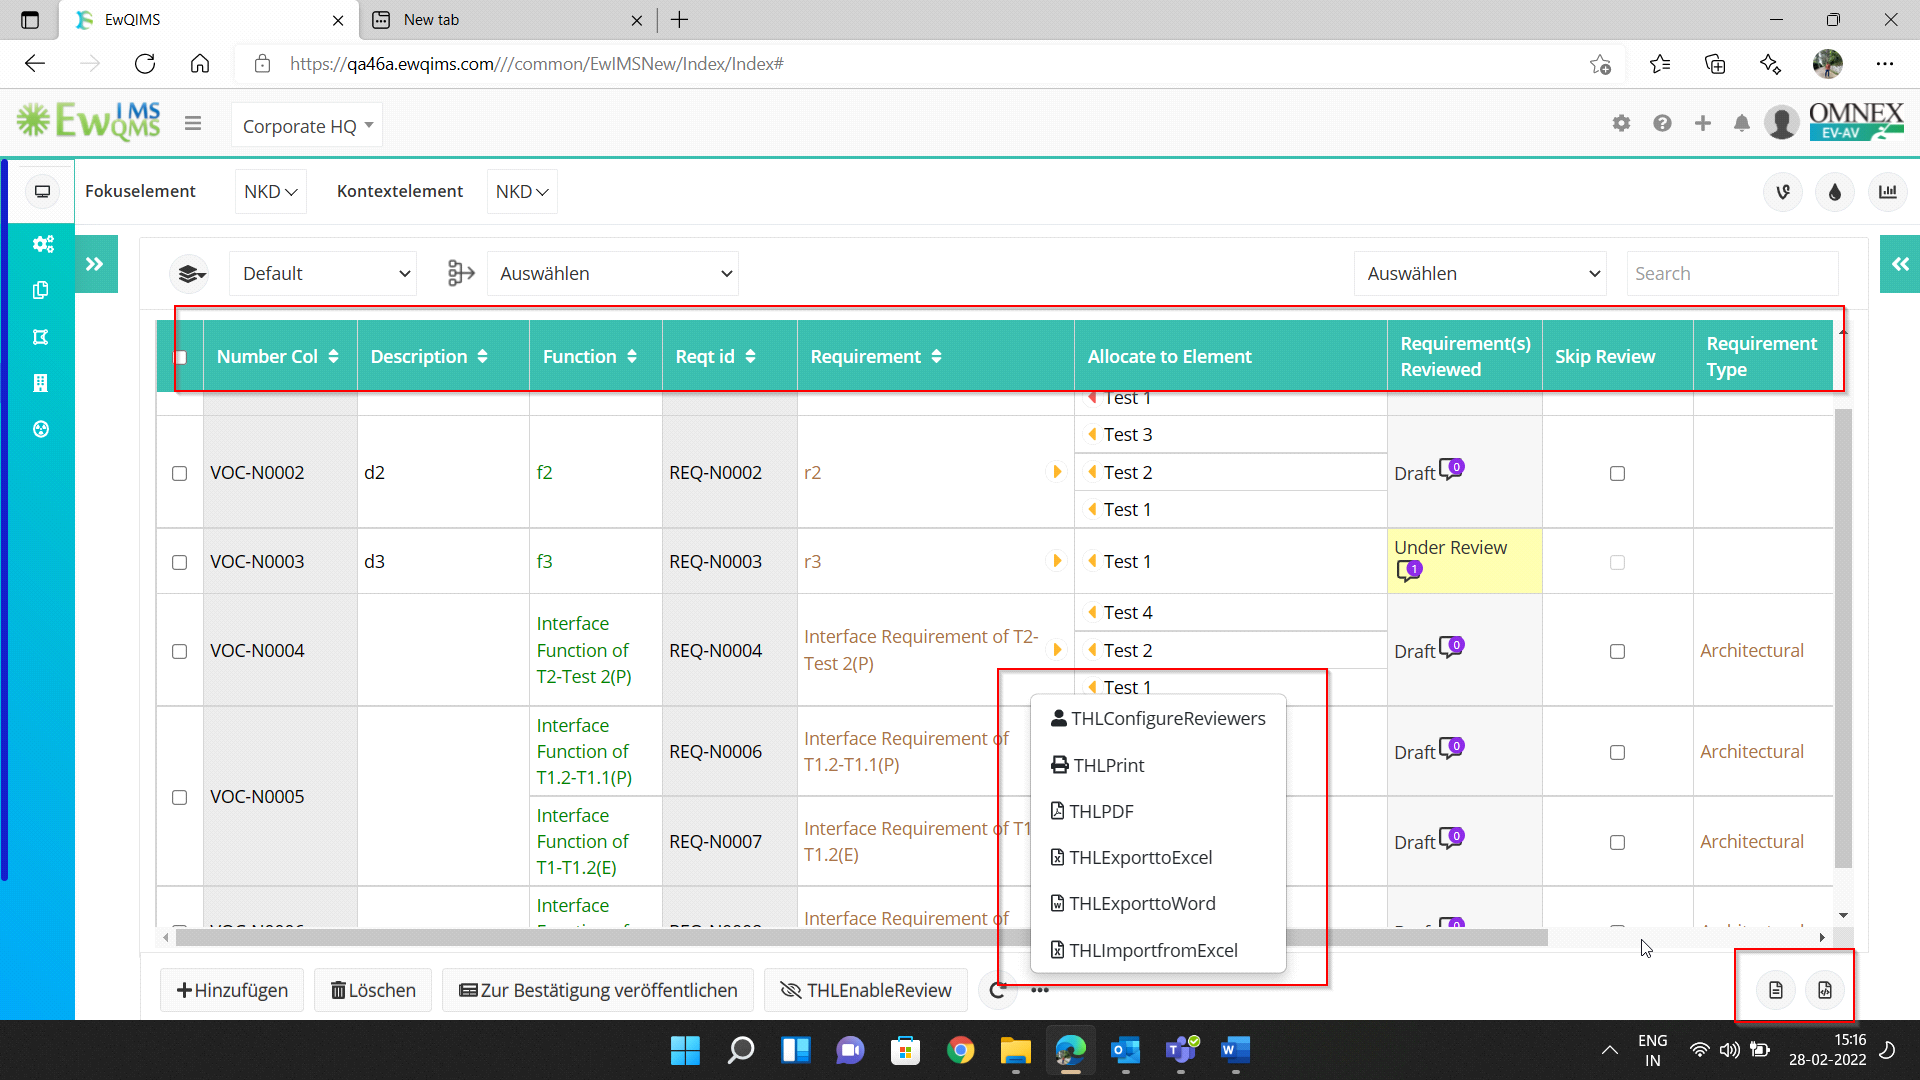 EwQIMS
New tab
https://qa46a.ewqims.com///common/EwIMSNew/Index/Index#
EwIMS QMS
Corporate HQ
OMNEX
EV-AV
Fokuselement
NKD
Kontextelement
NKD
Default
Auswählen
Auswählen
Search
Number Col
Description
Function
Reqt id
Requirement
Allocate to Element
Requirement(s)
Reviewed
Skip Review
Requirement
Type
Test 1
VOC-N0002
d2
f2
REQ-N0002
r2
Test 3
Test 2
Test 1
Draft
0
VOC-N0003
d3
f3
REQ-N0003
r3
Test 1
Under Review
1
VOC-N0004
Interface
Function of
T2-Test 2(P)
REQ-N0004
Interface Requirement of T2-
Test 2(P)
Test 4
Test 2
Test 1
Draft
0
Architectural
VOC-N0005
Interface
Function of
T1.2-T1.1(P)
REQ-N0006
Interface Requirement of
T1.2-T1.1(P)
Draft
0
Architectural
Interface
Function of
T1-T1.2(E)
REQ-N0007
Interface Requirement of T1
T1.2(E)
Draft
0
Architectural
Interface
Interface Requirement of
THLConfigureReviewers
THLPrint
THLPDF
THLExporttoExcel
THLExporttoWord
THLImportfromExcel
Hinzufügen
Löschen
Zur Bestätigung veröffentlichen
THLEnableReview
ENG
IN
15:16
28-02-2022